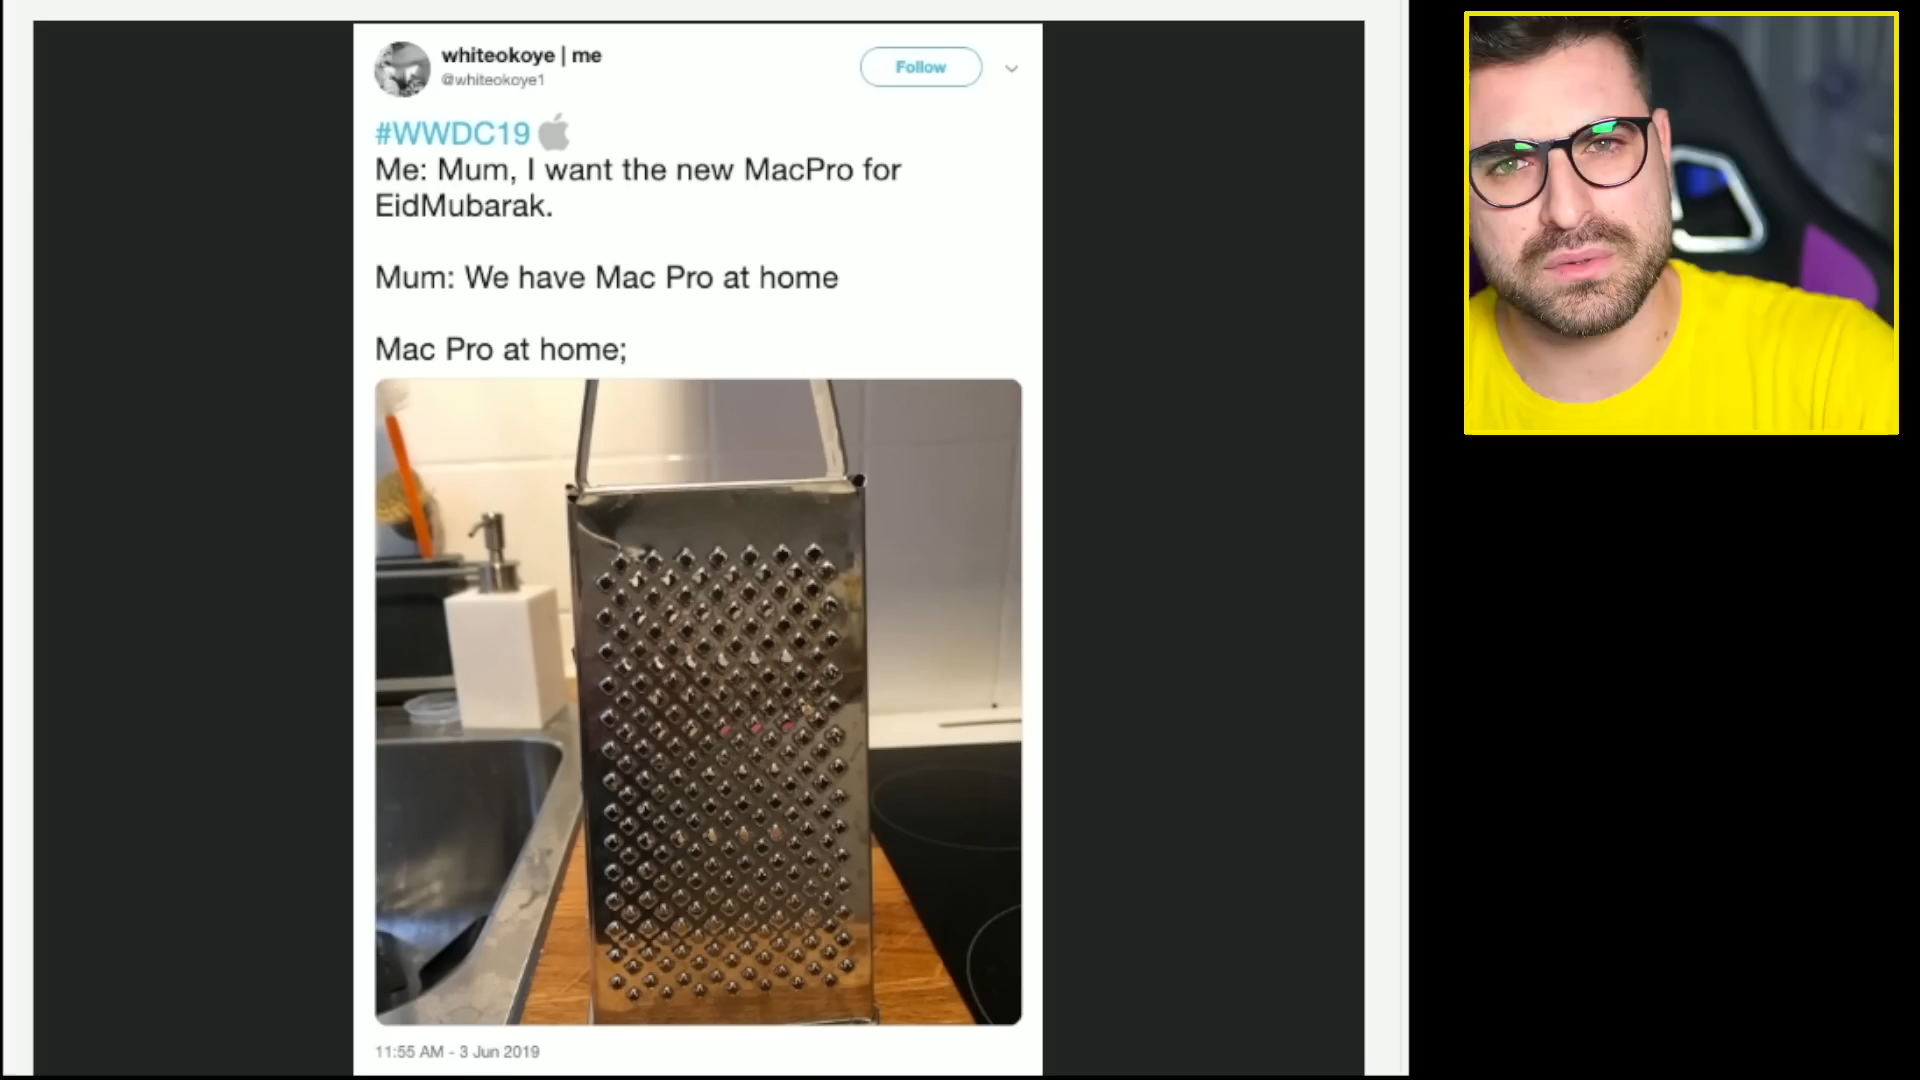 whiteokoye | me
@whiteokoye1
Follow
#WWDC19
Me: Mum, I want the new MacPro for
EidMubarak.
Mum: We have Mac Pro at home
Mac Pro at home;
11:55 AM - 3 Jun 2019